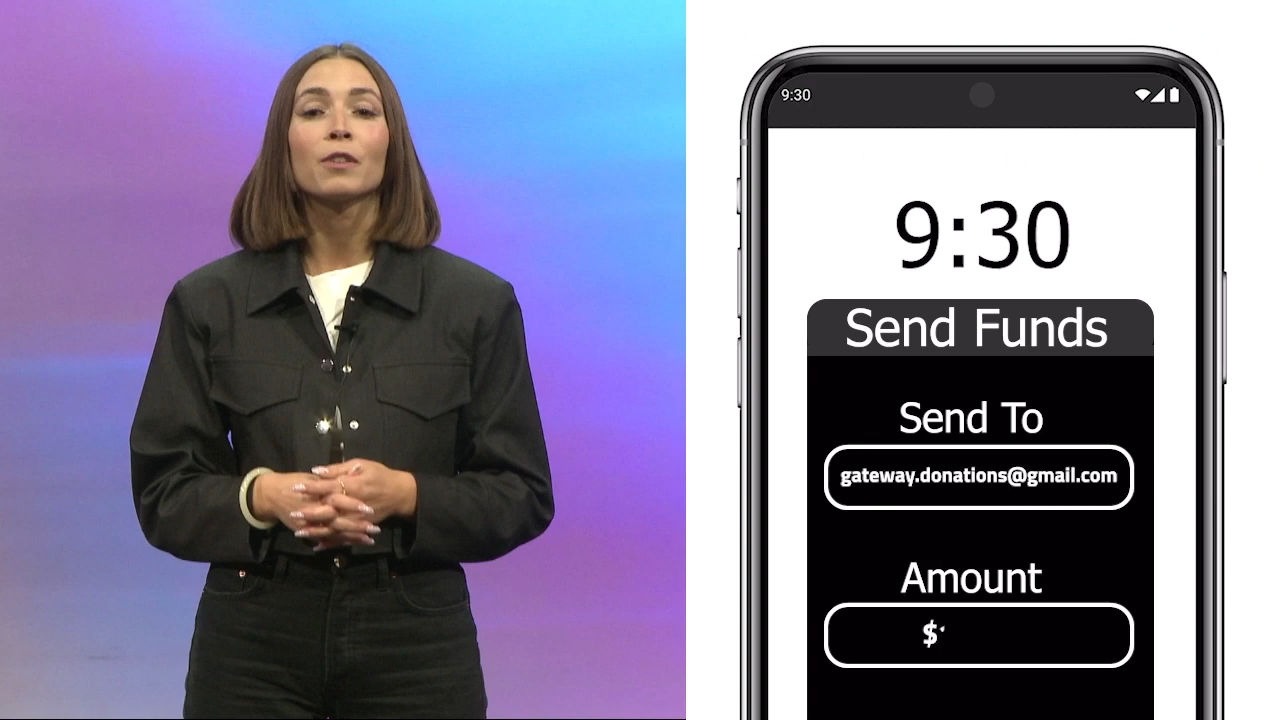 9:30
9:30
Send Funds
Send To
gateway.donations@gmail.com
Amount
$